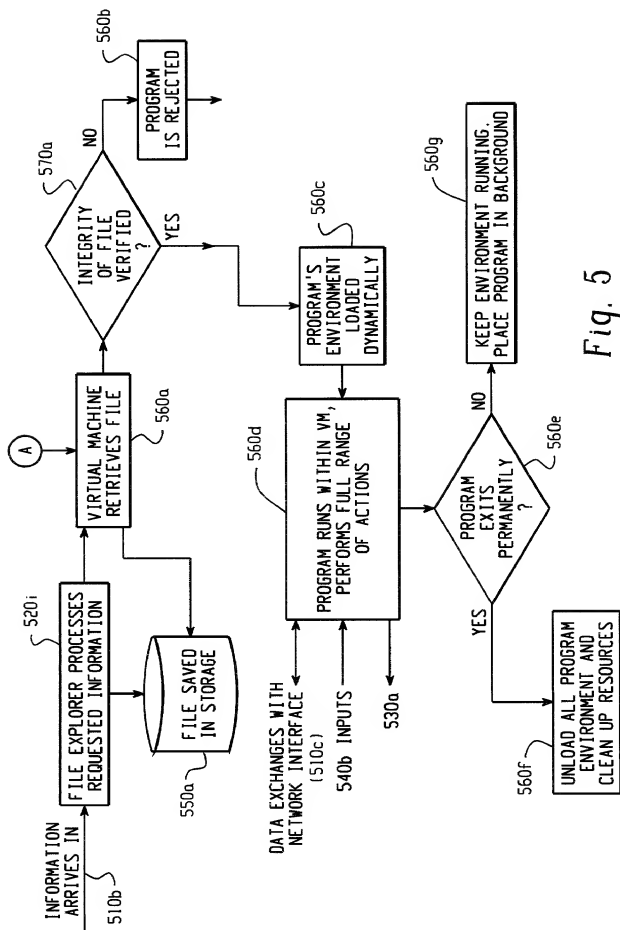 INFORMATION
ARRIVES IN
510b
FILE EXPLORER PROCESSES
REQUESTED INFORMATION
520i
FILE SAVED
IN STORAGE
550a
A
VIRTUAL MACHINE
RETRIEVES FILE
560a
INTEGRITY
OF FILE
VERIFIED
?
570a
NO
PROGRAM
IS REJECTED
560b
YES
PROGRAM'S
ENVIRONMENT
LOADED
DYNAMICALLY
560c
PROGRAM RUNS WITHIN VM,
PERFORMS FULL RANGE
OF ACTIONS
560d
DATA EXCHANGES WITH
NETWORK INTERFACE
(510c)
540b INPUTS
530a
PROGRAM
EXITS
PERMANENTLY
?
560e
YES
UNLOAD ALL PROGRAM
ENVIRONMENT AND
CLEAN UP RESOURCES
560f
NO
KEEP ENVIRONMENT RUNNING.
PLACE PROGRAM IN BACKGROUND
560g
Fig. 5